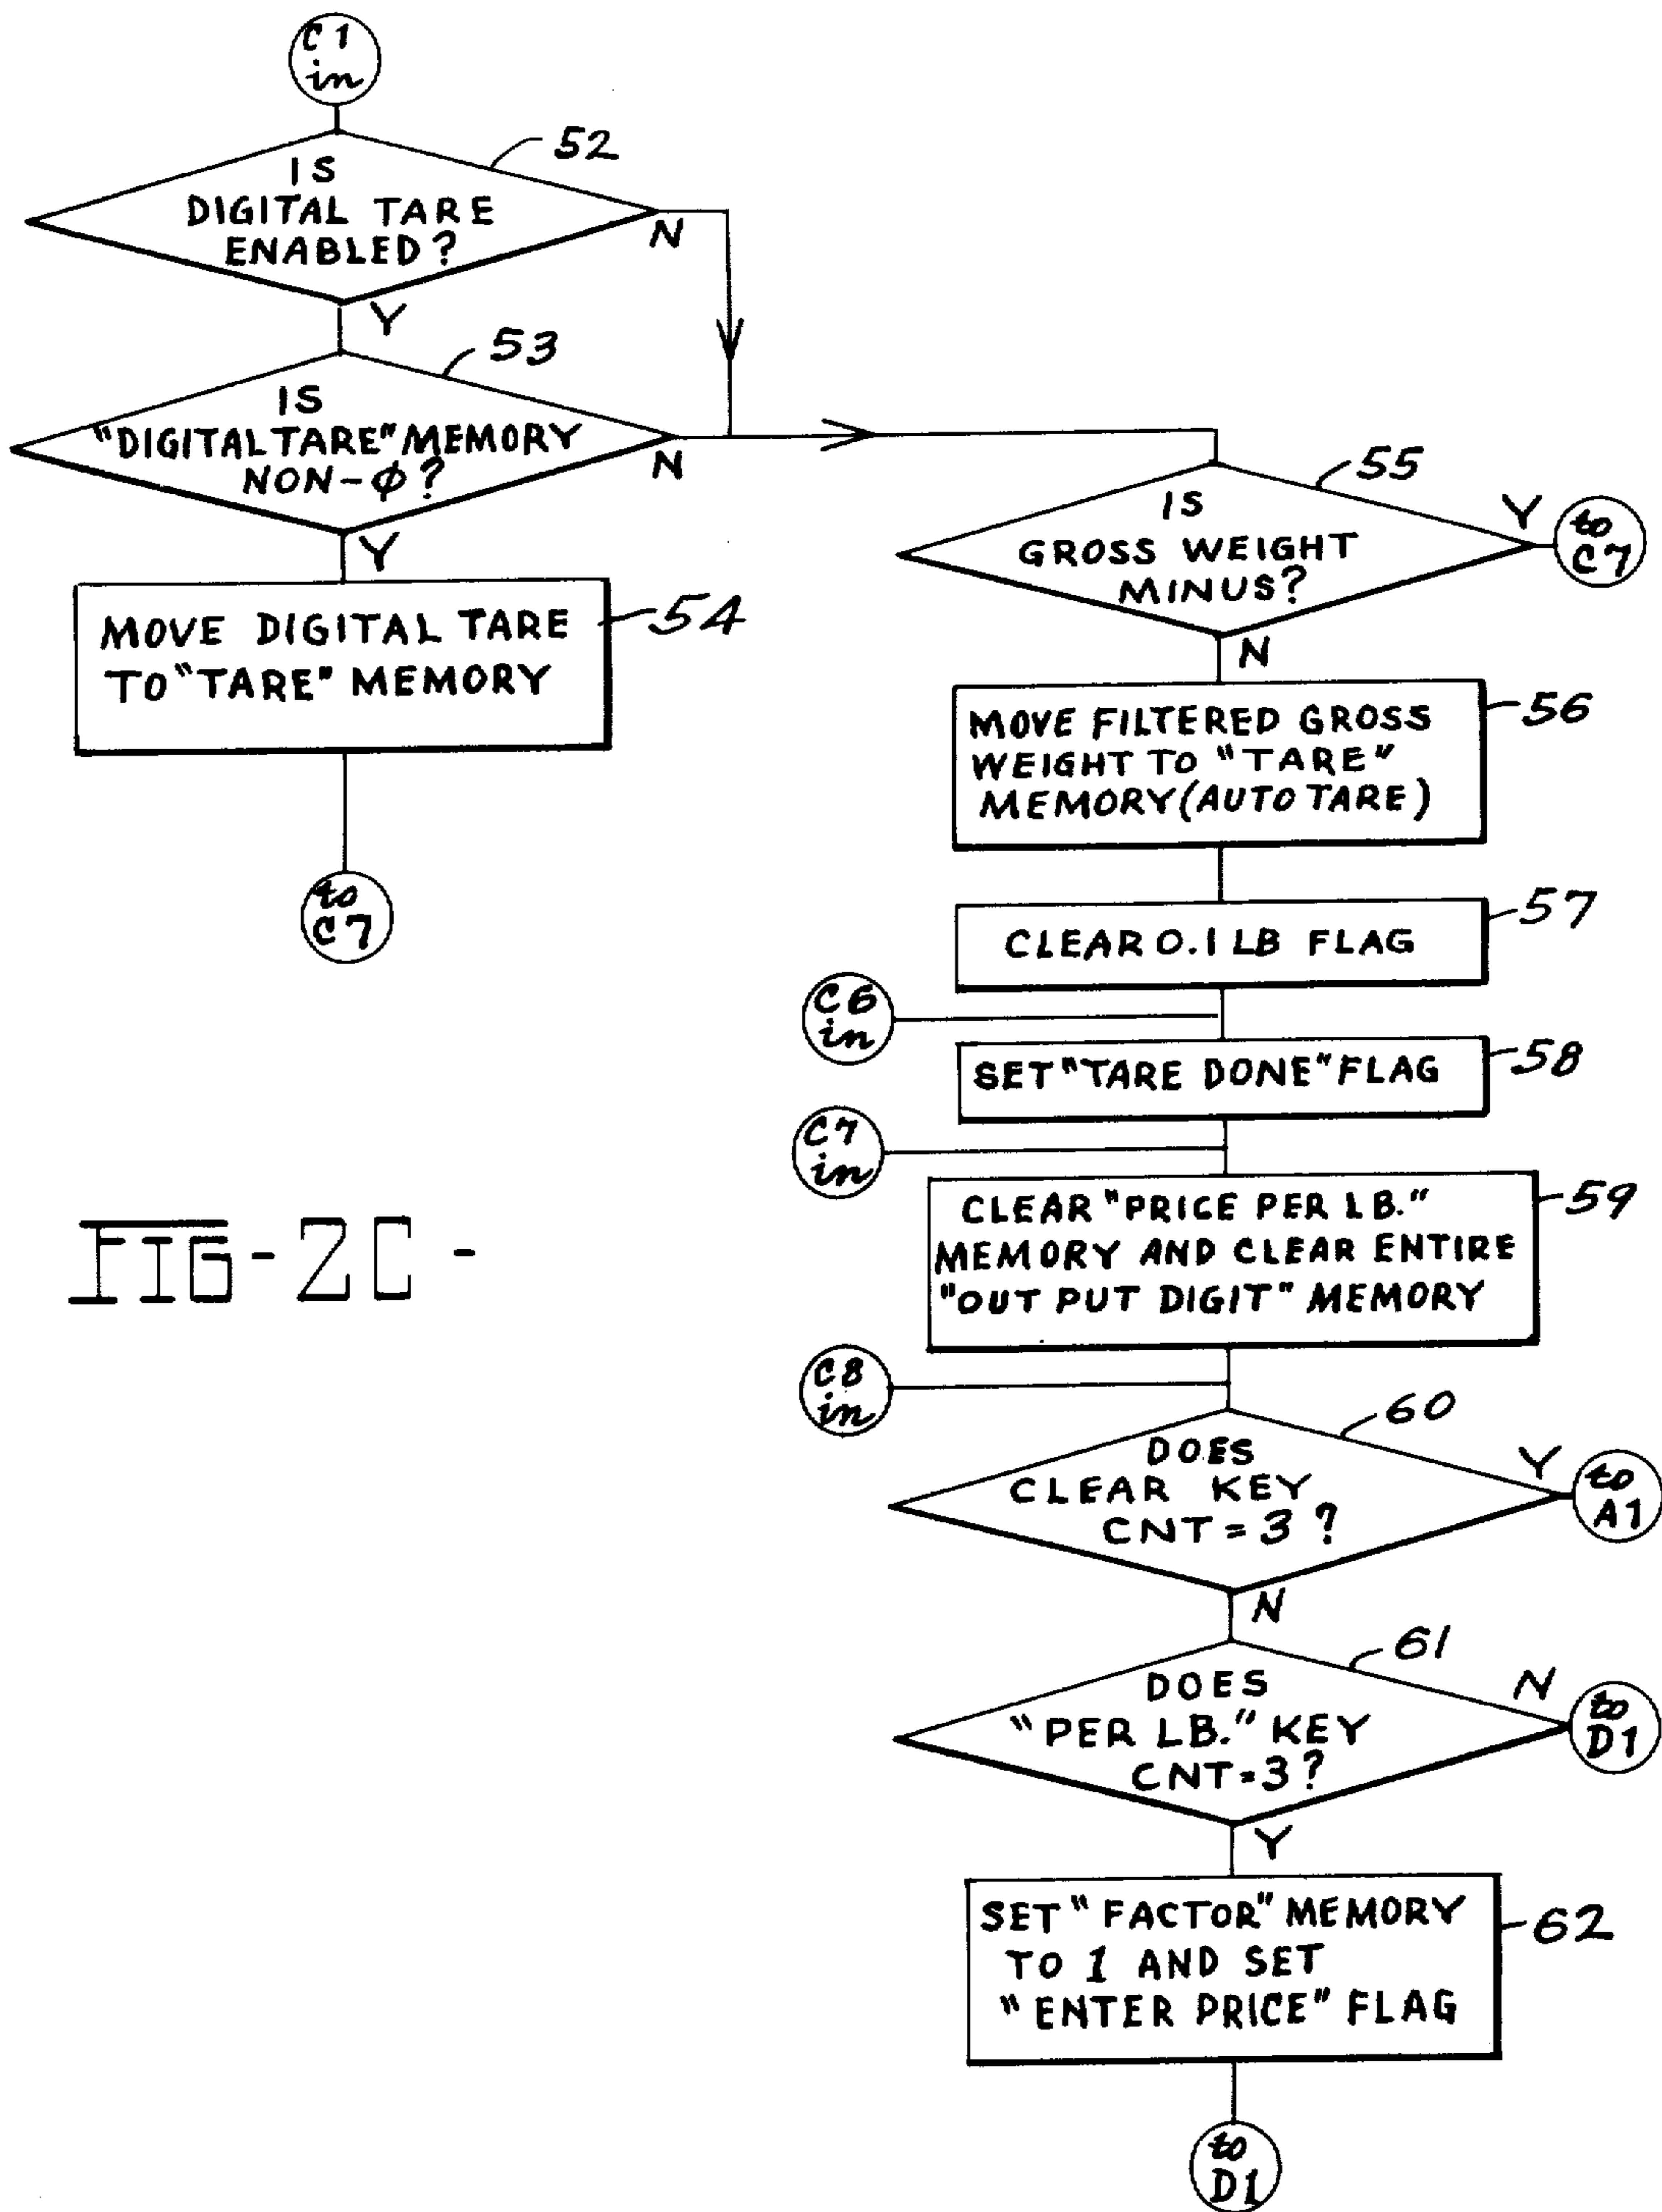 C1
in
52
IS
DIGITAL TARE
ENABLED?
N
Y
53
IS
"DIGITAL TARE" MEMORY
NON-ϕ?
N
Y
54
MOVE DIGITAL TARE
TO "TARE" MEMORY
to
C7
55
IS
GROSS WEIGHT
MINUS?
Y
to
C7
N
56
MOVE FILTERED GROSS
WEIGHT TO "TARE"
MEMORY (AUTO TARE)
57
CLEAR 0.1 LB FLAG
C6
in
58
SET "TARE DONE" FLAG
C7
in
59
CLEAR "PRICE PER LB."
MEMORY AND CLEAR ENTIRE
"OUT PUT DIGIT" MEMORY
C8
in
60
DOES
CLEAR KEY
CNT = 3 ?
Y
to
A1
N
61
DOES
"PER LB." KEY
CNT = 3 ?
N
to
D1
Y
62
SET "FACTOR" MEMORY
TO 1 AND SET
"ENTER PRICE" FLAG
to
D1
FIG - 2C -